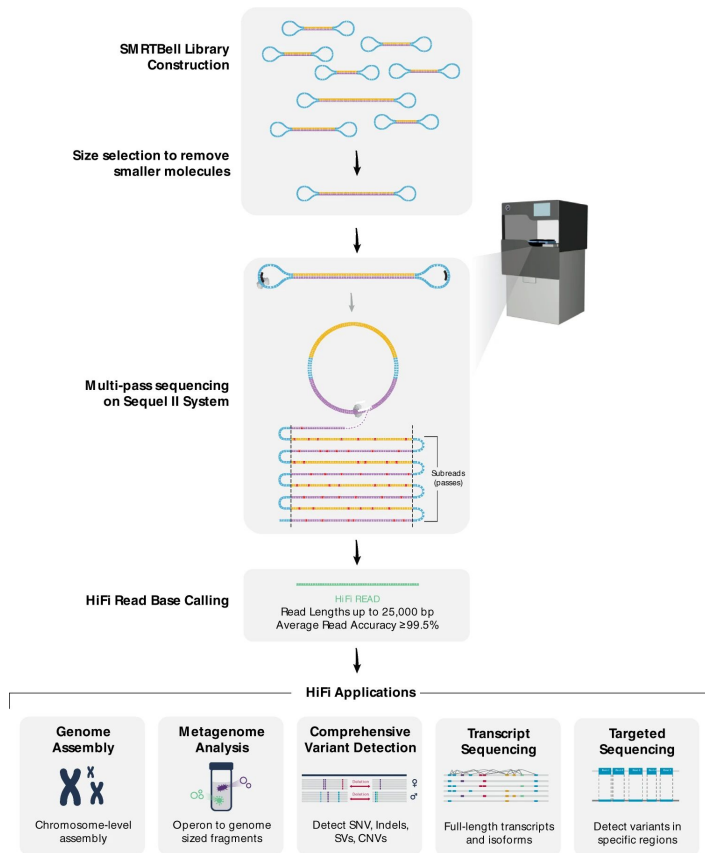 SMRTBell Library
Construction
Size selection to remove
smaller molecules
Multi-pass sequencing
on Sequel II System
Subreads
(passes)
HiFi Read Base Calling
HiFi READ
Read Lengths up to 25,000 bp
Average Read Accuracy ≥99.5%
HiFi Applications
Genome
Assembly
Chromosome-level
assembly
Metagenome
Analysis
Operon to genome
sized fragments
Comprehensive
Variant Detection
Deletion
♀
Deletion
♂
Detect SNV, Indels,
SVs, CNVs
Transcript
Sequencing
Full-length transcripts
and isoforms
Targeted
Sequencing
Detect variants in
specific regions